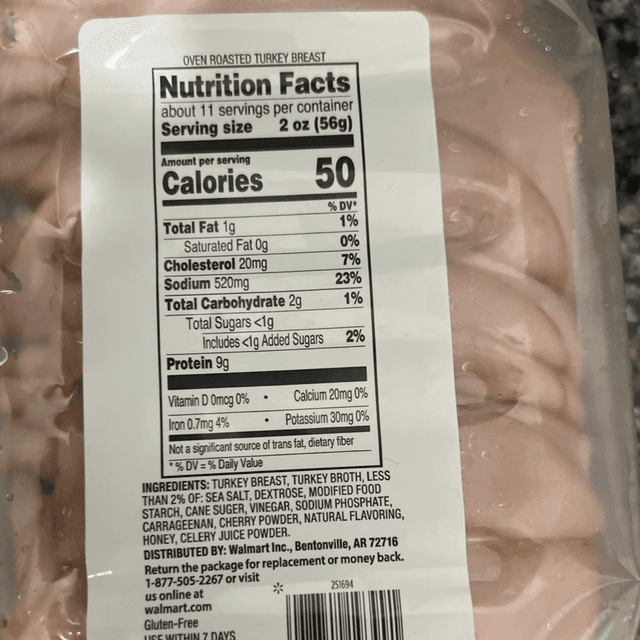 OVEN ROASTED TURKEY BREAST
Nutrition Facts
about 11 servings per container
Serving size 2 oz (56g)
Amount per serving
Calories 50
% DV*
Total Fat 1g 1%
Saturated Fat 0g 0%
Cholesterol 20mg 7%
Sodium 520mg 23%
Total Carbohydrate 2g 1%
Total Sugars <1g
Includes <1g Added Sugars 2%
Protein 9g
Vitamin D 0mcg 0% • Calcium 20mg 0%
Iron 0.7mg 4% • Potassium 30mg 0%
Not a significant source of trans fat, dietary fiber
*% DV = % Daily Value
INGREDIENTS: TURKEY BREAST, TURKEY BROTH, LESS
THAN 2% OF: SEA SALT, DEXTROSE, MODIFIED FOOD
STARCH, CANE SUGER, VINEGAR, SODIUM PHOSPHATE,
CARRAGEENAN, CHERRY POWDER, NATURAL FLAVORING,
HONEY, CELERY JUICE POWDER.
DISTRIBUTED BY: Walmart Inc., Bentonville, AR 72716
Return the package for replacement or money back.
1-877-505-2267 or visit
us online at
walmart.com
251694
Gluten-Free
USE WITHIN 7 DAYS